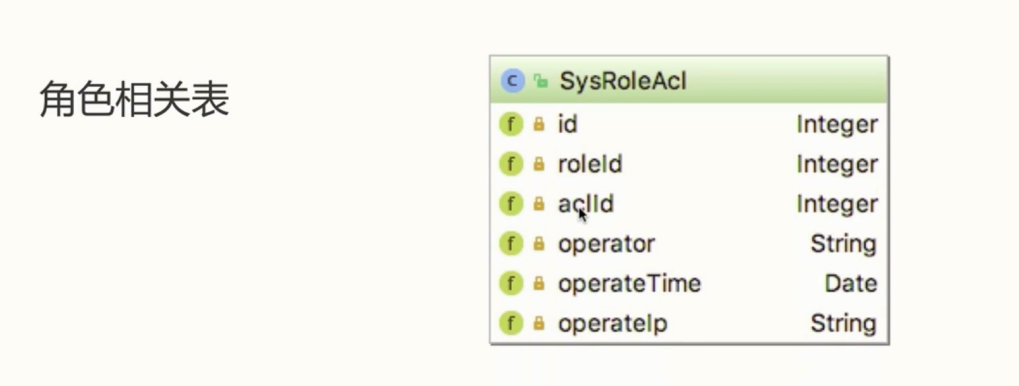 角色相关表
C SysRoleAcl
f id Integer
f roleId Integer
f aclId Integer
f operator String
f operateTime Date
f operateIp String